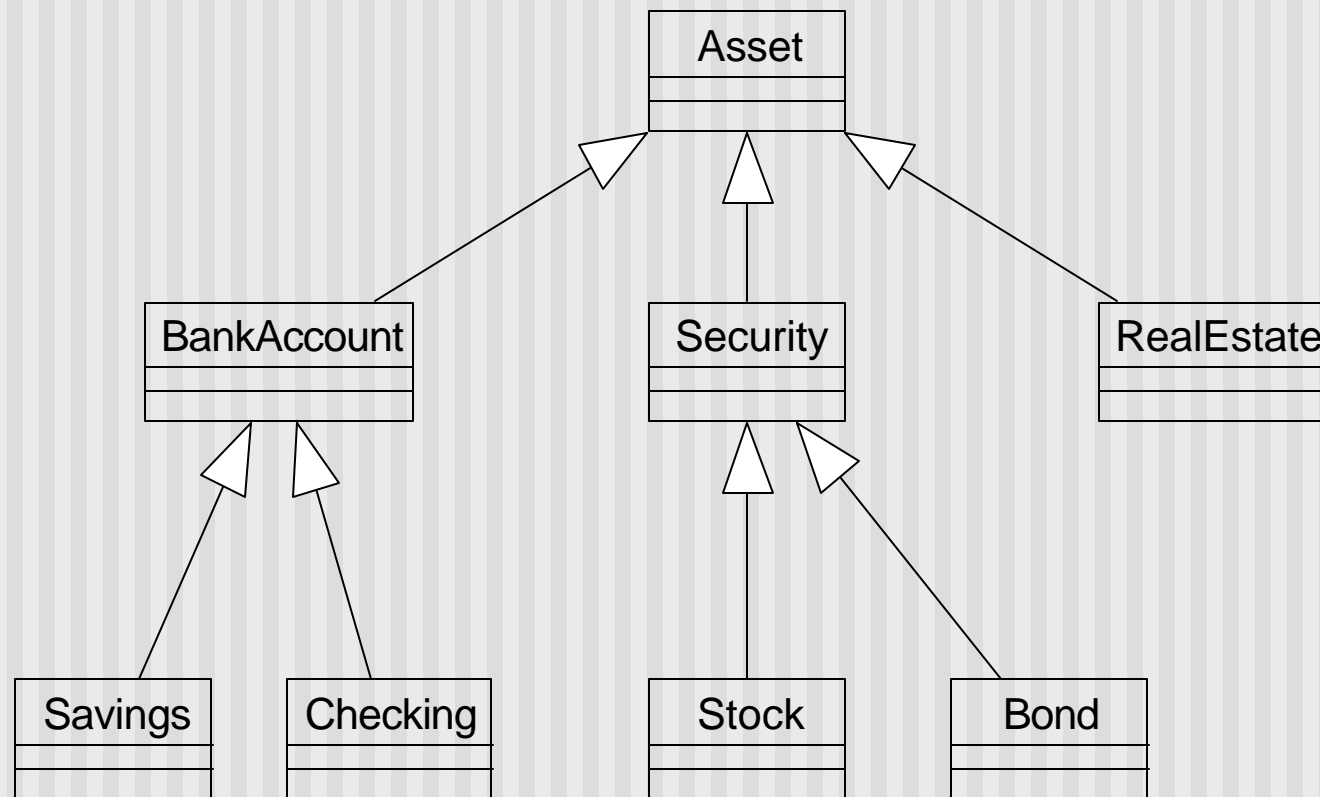 Asset
BankAccount
Security
RealEstate
Savings
Checking
Stock
Bond